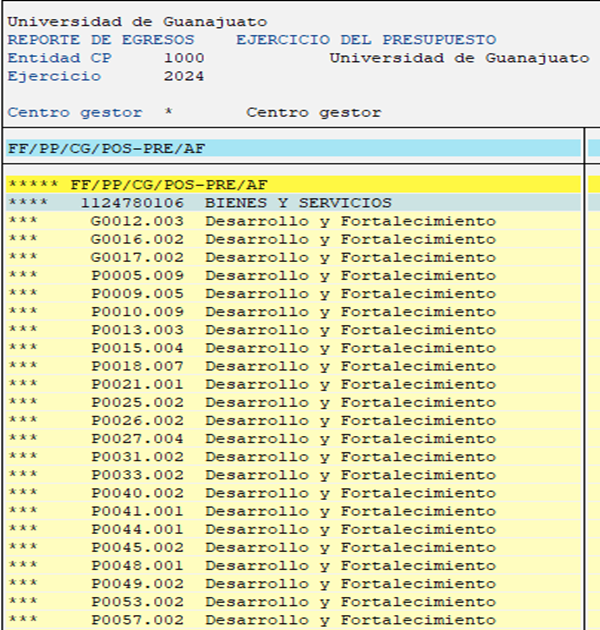 Universidad de Guanajuato
REPORTE DE EGRESOS EJERCICIO DEL PRESUPUESTO
Entidad CP 1000 Universidad de Guanajuato
Ejercicio 2024
Centro gestor * Centro gestor
FF/PP/CG/POS-PRE/AF
***** FF/PP/CG/POS-PRE/AF
**** 1124780106 BIENES Y SERVICIOS
*** G0012.003 Desarrollo y Fortalecimiento
*** G0016.002 Desarrollo y Fortalecimiento
*** G0017.002 Desarrollo y Fortalecimiento
*** P0005.009 Desarrollo y Fortalecimiento
*** P0009.005 Desarrollo y Fortalecimiento
*** P0010.009 Desarrollo y Fortalecimiento
*** P0013.003 Desarrollo y Fortalecimiento
*** P0015.004 Desarrollo y Fortalecimiento
*** P0018.007 Desarrollo y Fortalecimiento
*** P0021.001 Desarrollo y Fortalecimiento
*** P0025.002 Desarrollo y Fortalecimiento
*** P0026.002 Desarrollo y Fortalecimiento
*** P0027.004 Desarrollo y Fortalecimiento
*** P0031.002 Desarrollo y Fortalecimiento
*** P0033.002 Desarrollo y Fortalecimiento
*** P0040.002 Desarrollo y Fortalecimiento
*** P0041.001 Desarrollo y Fortalecimiento
*** P0044.001 Desarrollo y Fortalecimiento
*** P0045.002 Desarrollo y Fortalecimiento
*** P0048.001 Desarrollo y Fortalecimiento
*** P0049.002 Desarrollo y Fortalecimiento
*** P0053.002 Desarrollo y Fortalecimiento
*** P0057.002 Desarrollo y Fortalecimiento